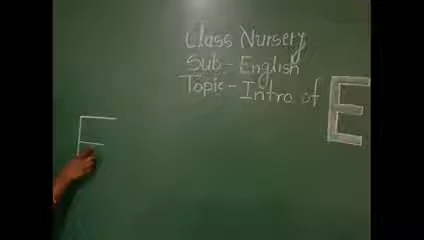 Class Nursery
Sub - English
Topic - Intro of E
F